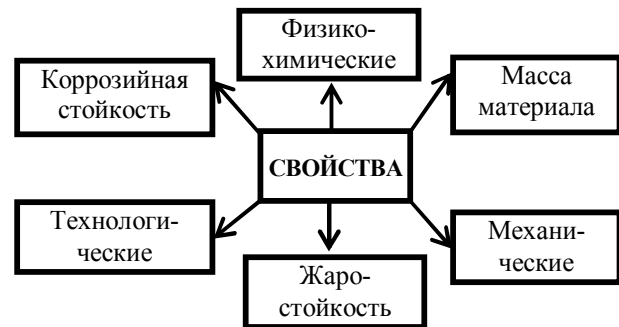 Физико-
химические
Коррозийная
стойкость
Масса
материала
СВОЙСТВА
Технологи-
ческие
Механи-
ческие
Жаро-
стойкость